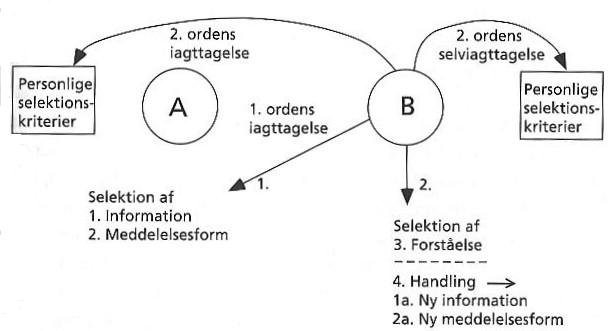 2. ordens
iagttagelse
2. ordens
selviagttagelse
Personlige
selektions-
kriterier
A
1. ordens
iagttagelse
B
Personlige
selektions-
kriterier
1.
2.
Selektion af
1. Information
2. Meddelelsesform
Selektion af
3. Forståelse
4. Handling →
1a. Ny information
2a. Ny meddelelsesform